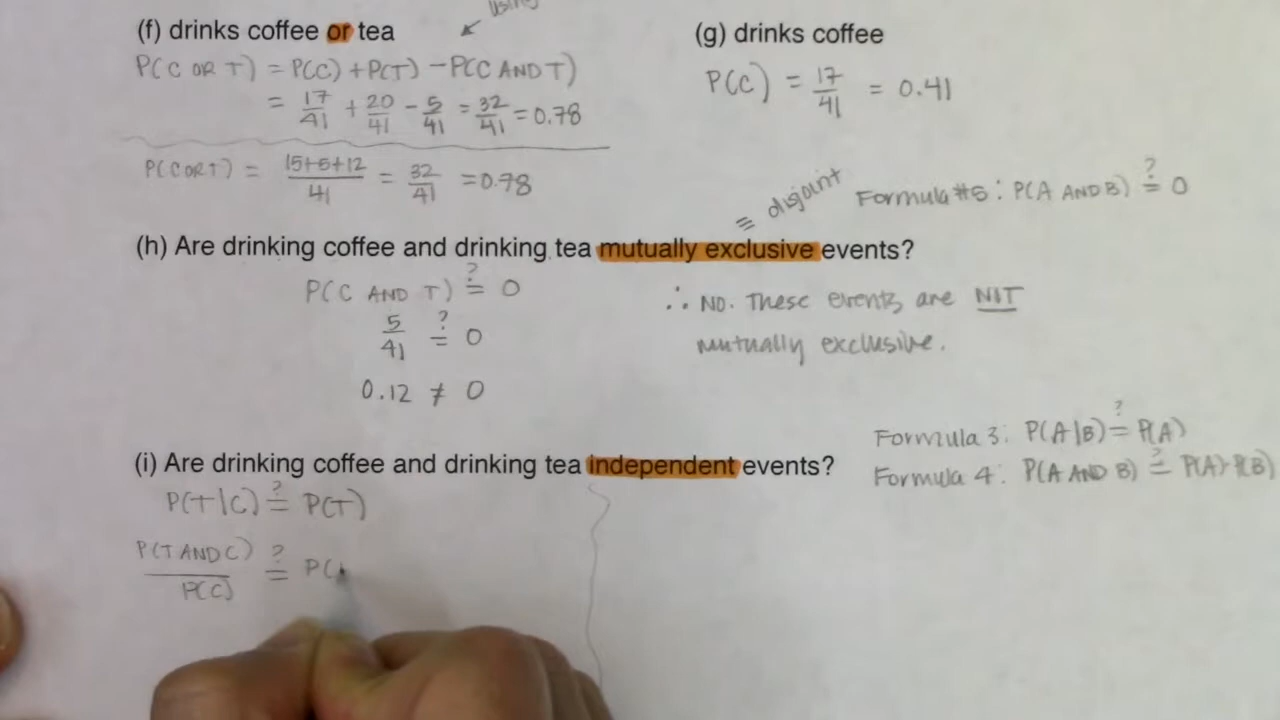 using
(f) drinks coffee or tea
P(C OR T) = P(C) + P(T) - P(C AND T)
= 17/41 + 20/41 - 5/41 = 32/41 = 0.78
P(C OR T) = 15+5+12/41 = 32/41 = 0.78
(g) drinks coffee
P(C) = 17/41 = 0.41
≡ disjoint
Formula #5: P(A AND B) ?= 0
(h) Are drinking coffee and drinking tea mutually exclusive events?
P(C AND T) ?= 0
5/41 ?= 0
0.12 ≠ 0
∴ NO. These events are NOT
mutually exclusive.
Formula 3: P(A|B) ?= P(A)
Formula 4: P(A AND B) ?= P(A)·P(B)
(i) Are drinking coffee and drinking tea independent events?
P(T|C) ?= P(T)
P(T AND C)/P(C) ?= P(